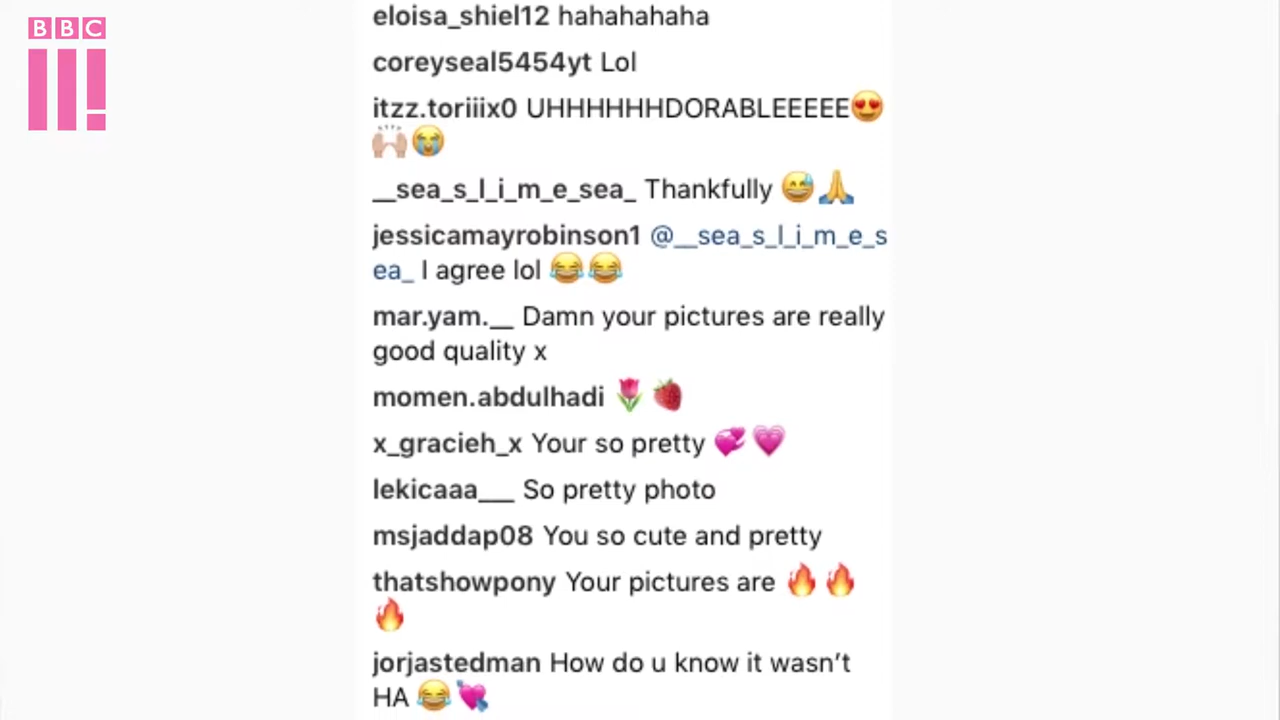 BBC
III!
eloisa_shiel12 hahahahaha
coreyseal5454yt Lol
itzz.toriiix0 UHHHHHHDORABLEEEEE😍
🙌🏼😭
__sea_s_l_i_m_e_sea_ Thankfully 😅🙏
jessicamayrobinson1 @__sea_s_l_i_m_e_s
ea_ I agree lol 😂😂
mar.yam.__ Damn your pictures are really
good quality x
momen.abdulhadi 🌷🍓
x_gracieh_x Your so pretty 💞💗
lekicaaa___ So pretty photo
msjaddap08 You so cute and pretty
thatshowpony Your pictures are 🔥🔥
🔥
jorjastedman How do u know it wasn’t
HA 😂💘